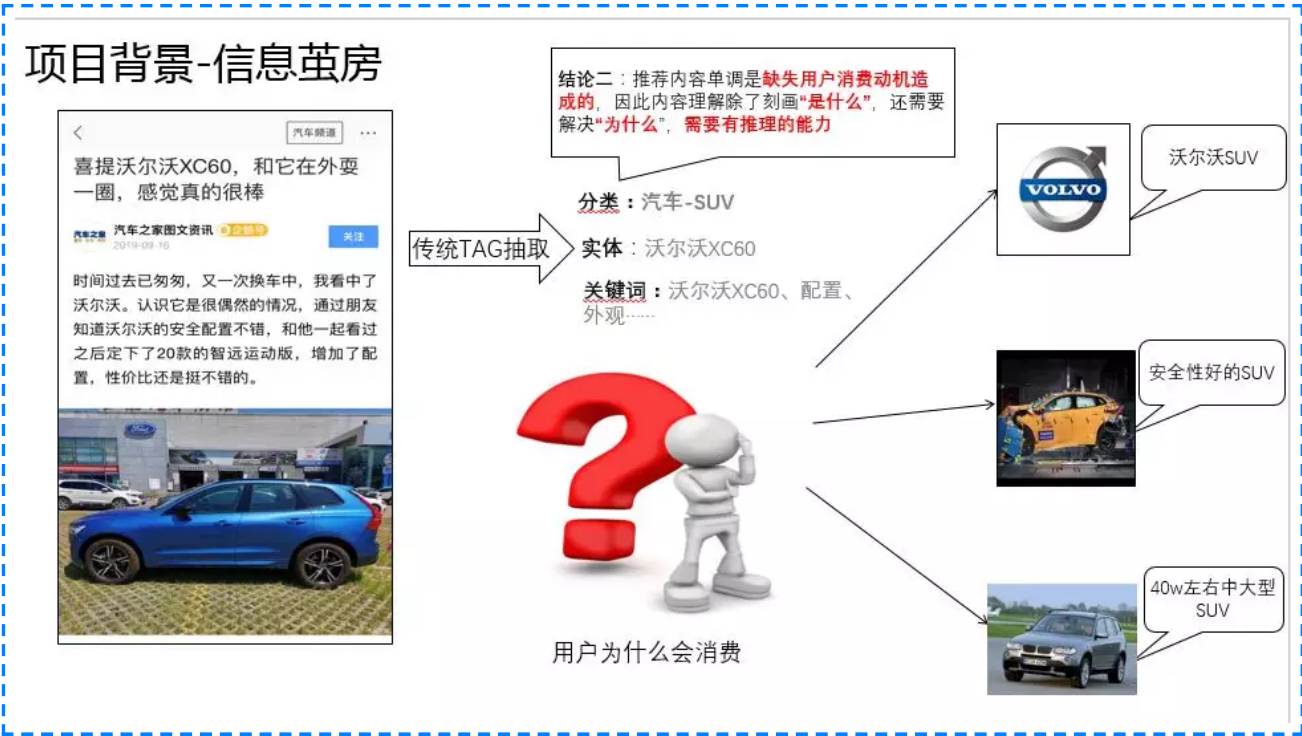 项目背景-信息茧房
汽车频道
喜提沃尔沃XC60，和它在外耍
一圈，感觉真的很棒
汽车之家
汽车之家图文资讯
企鹅号
2019-09-16
关注
时间过去已匆匆，又一次换车中，我看中了
沃尔沃。认识它是很偶然的情况，通过朋友
知道沃尔沃的安全配置不错，和他一起看过
之后定下了20款的智远运动版，增加了配
置，性价比还是挺不错的。
Ford
传统TAG抽取
结论二：推荐内容单调是缺失用户消费动机造
成的，因此内容理解除了刻画“是什么”，还需要
解决“为什么”，需要有推理的能力
分类：汽车-SUV
实体：沃尔沃XC60
关键词：沃尔沃XC60、配置、
外观……
用户为什么会消费
VOLVO
沃尔沃SUV
安全性好的SUV
40w左右中大型
SUV